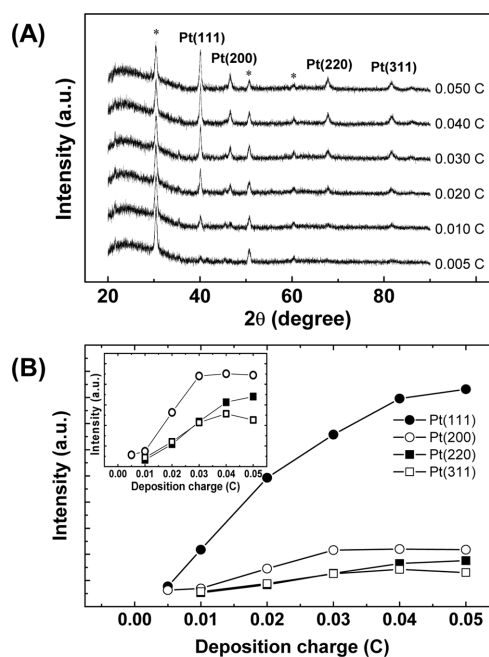 (A)
*
Pt(111)
Pt(200)
*
*
Pt(220)
Pt(311)
0.050 C
0.040 C
0.030 C
0.020 C
0.010 C
0.005 C
Intensity (a.u.)
20 40 60 80
2θ (degree)
(B)
Intensity (a.u.)
0.00 0.01 0.02 0.03 0.04 0.05
Deposition charge (C)
Pt(111)
Pt(200)
Pt(220)
Pt(311)
Intensity (a.u.)
0.00 0.01 0.02 0.03 0.04 0.05
Deposition charge (C)